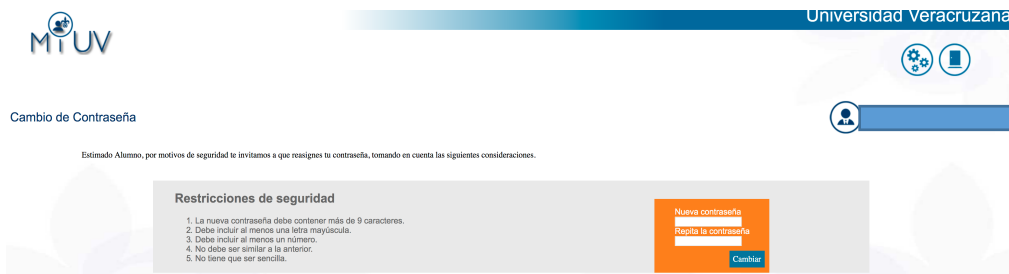 MiUV
Universidad Veracruzana
Cambio de Contraseña
Estimado Alumno, por motivos de seguridad te invitamos a que reasignes tu contraseña, tomando en cuenta las siguientes consideraciones.
Restricciones de seguridad
1. La nueva contraseña debe contener más de 9 caracteres.
2. Debe incluir al menos una letra mayúscula.
3. Debe incluir al menos un número.
4. No debe ser similar a la anterior.
5. No tiene que ser sencilla.
Nueva contraseña
Repita la contraseña
Cambiar